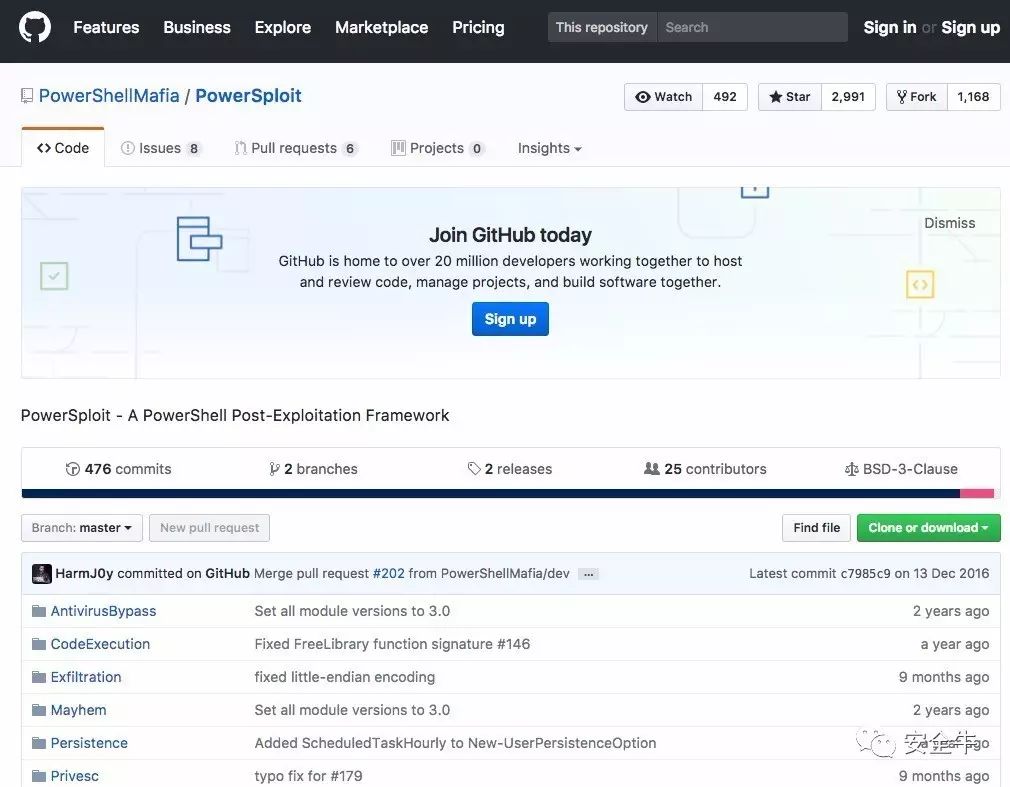 Features Business Explore Marketplace Pricing This repository Search Sign in or Sign up
PowerShellMafia / PowerSploit Watch 492 Star 2,991 Fork 1,168
Code Issues 8 Pull requests 6 Projects 0 Insights
Dismiss
Join GitHub today
GitHub is home to over 20 million developers working together to host
and review code, manage projects, and build software together.
Sign up
PowerSploit - A PowerShell Post-Exploitation Framework
476 commits 2 branches 2 releases 25 contributors BSD-3-Clause
Branch: master New pull request Find file Clone or download
HarmJ0y committed on GitHub Merge pull request #202 from PowerShellMafia/dev ... Latest commit c7985c9 on 13 Dec 2016
AntivirusBypass Set all module versions to 3.0 2 years ago
CodeExecution Fixed FreeLibrary function signature #146 a year ago
Exfiltration fixed little-endian encoding 9 months ago
Mayhem Set all module versions to 3.0 2 years ago
Persistence Added ScheduledTaskHourly to New-UserPersistenceOption
安全牛
Privesc typo fix for #179 9 months ago